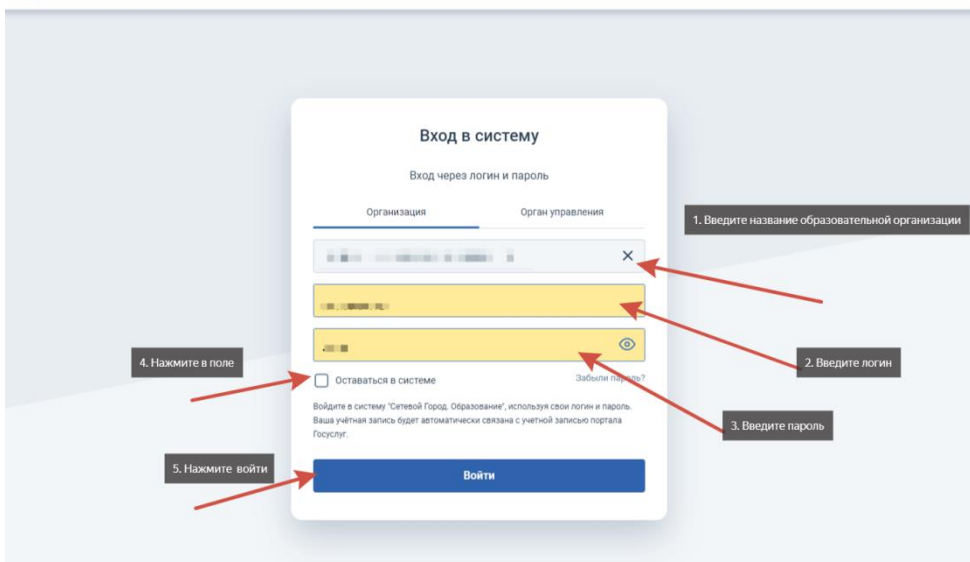 Вход в систему
Вход через логин и пароль
Организация
Орган управления
1. Введите название образовательной организации
2. Введите логин
3. Введите пароль
4. Нажмите в поле
Оставаться в системе
Забыли пароль?
Войдите в систему "Сетевой Город. Образование", используя свои логин и пароль.
Ваша учётная запись будет автоматически связана с учетной записью портала
Госуслуг.
5. Нажмите войти
Войти